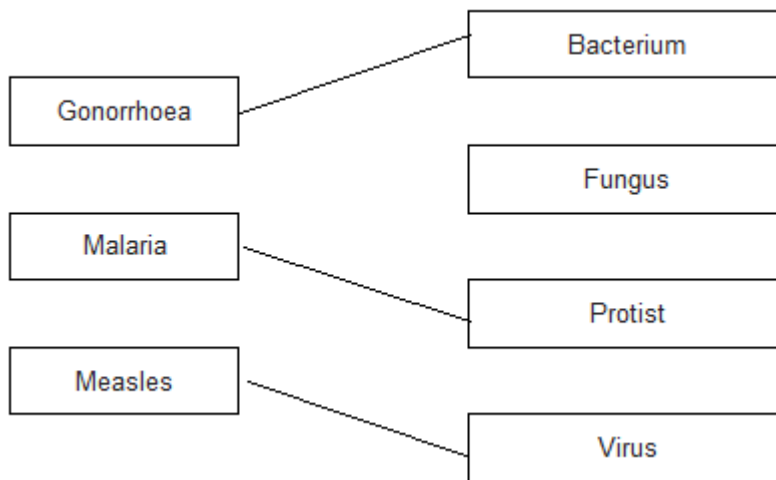 Bacterium
Gonorrhoea
Fungus
Malaria
Protist
Measles
Virus